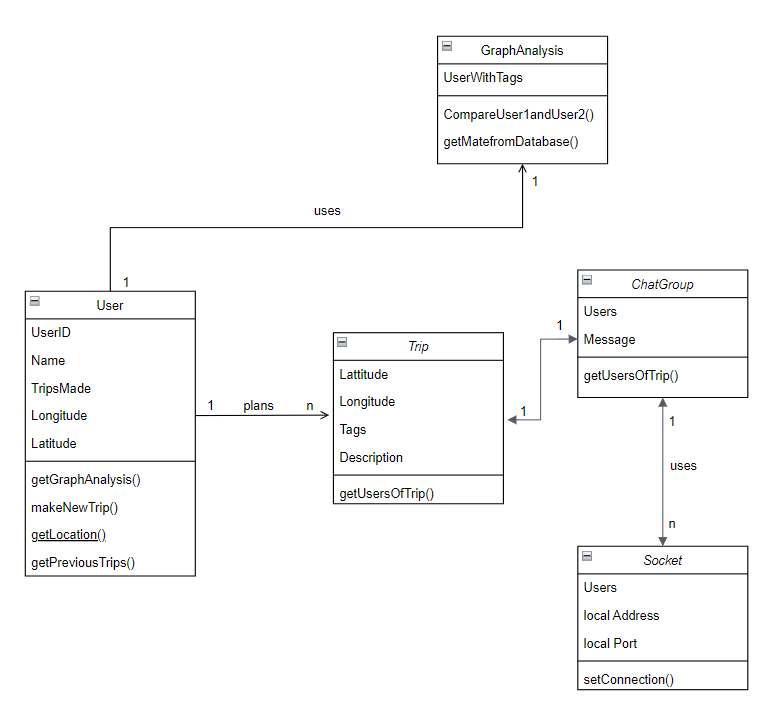 GraphAnalysis
UserWithTags
CompareUser1andUser2()
getMatefromDatabase()
1
uses
1
User
UserID
Name
TripsMade
Longitude
Latitude
getGraphAnalysis()
makeNewTrip()
getLocation()
getPreviousTrips()
1 plans n
Trip
Lattitude
Longitude
Tags
Description
getUsersOfTrip()
1
1
ChatGroup
Users
Message
getUsersOfTrip()
1
uses
n
Socket
Users
local Address
local Port
setConnection()